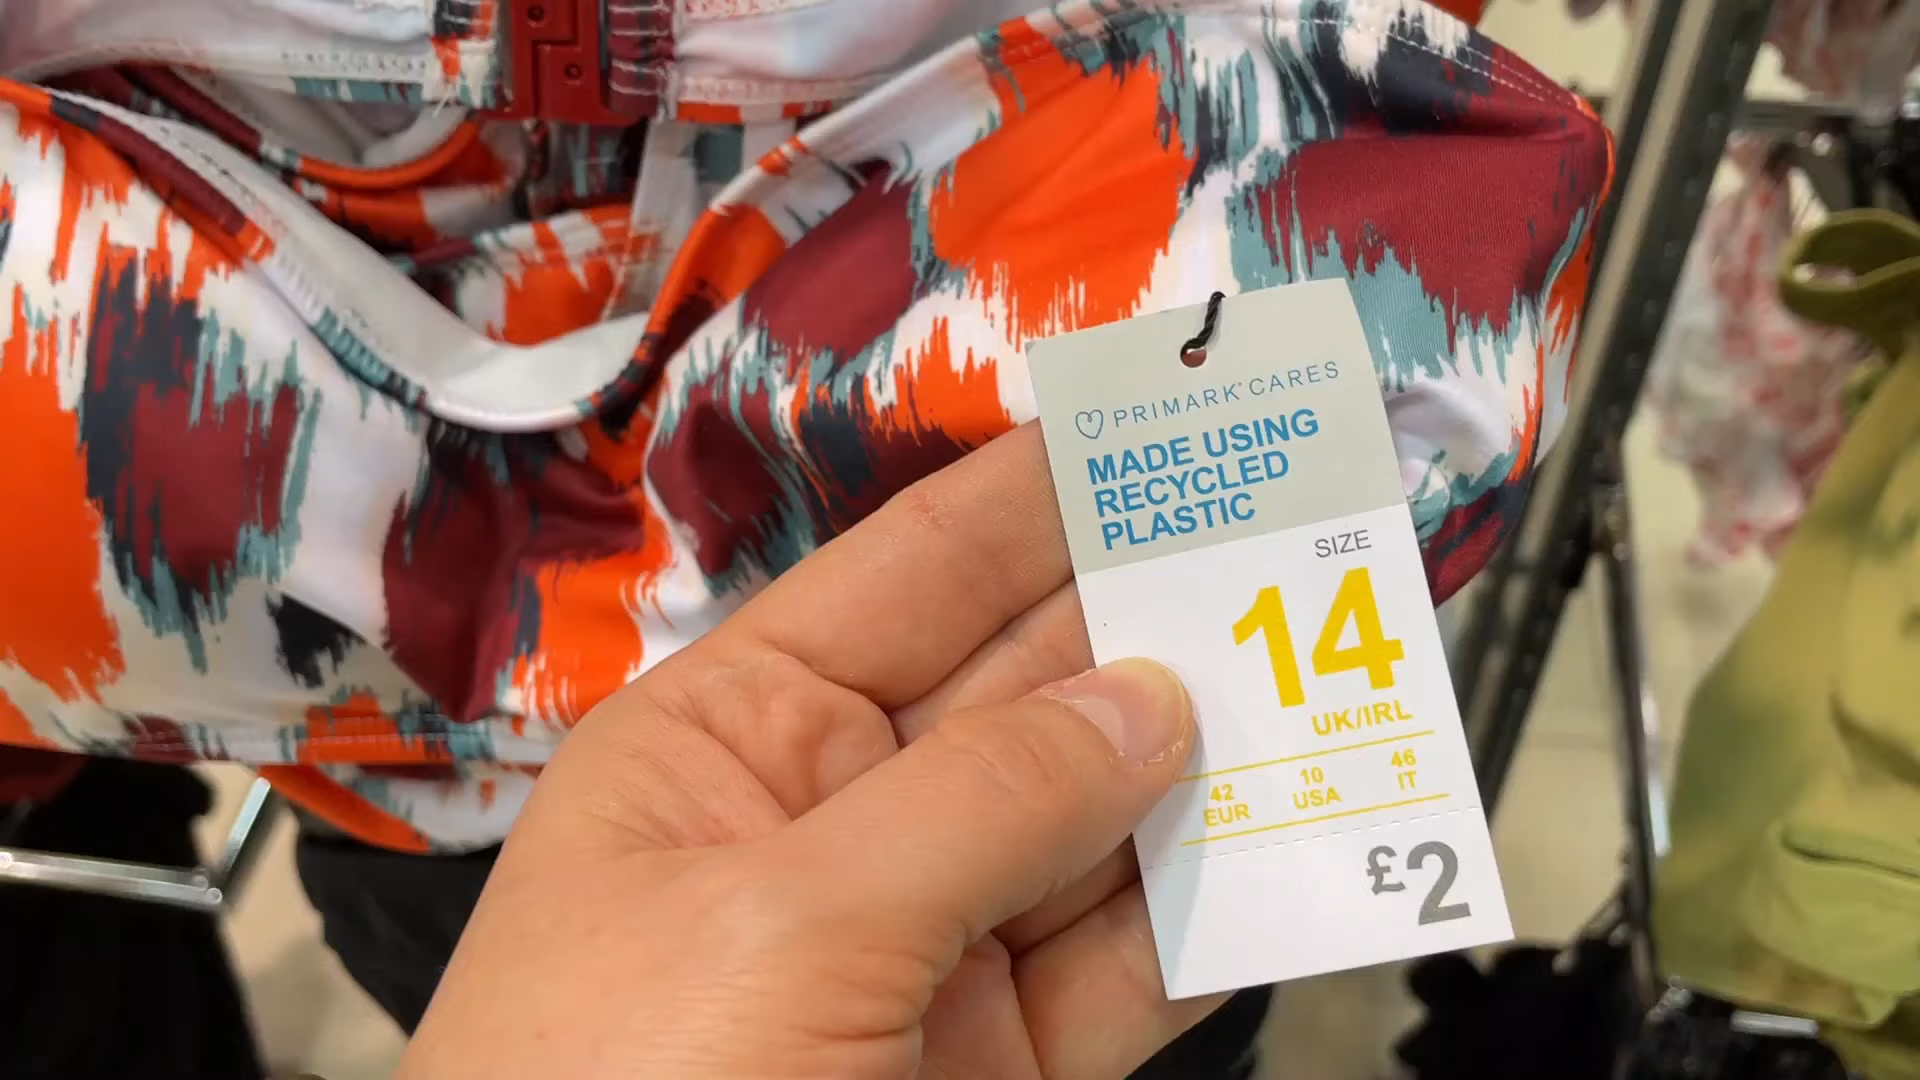 PRIMARK® CARES
MADE USING
RECYCLED
PLASTIC
SIZE
14
UK/IRL
42 10 46
EUR USA IT
£2